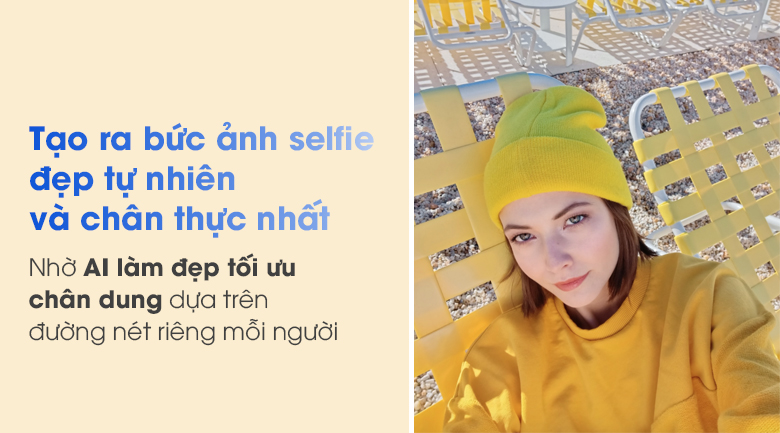 Tạo ra bức ảnh selfie
đẹp tự nhiên
và chân thực nhất
Nhờ AI làm đẹp tối ưu
chân dung dựa trên
đường nét riêng mỗi người